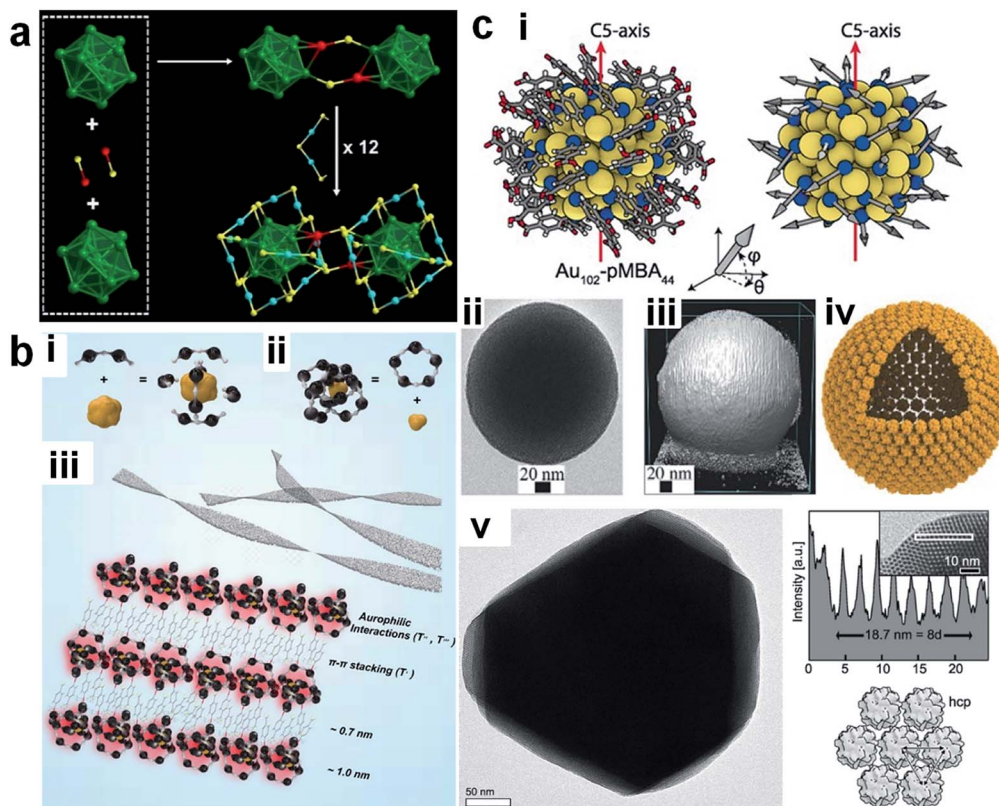 a
+
+
x 12
b
i
+
=
ii
=
+
iii
Aurophilic
Interactions (T
π-π stacking (T
~ 0.7 nm
~ 1.0 nm
c
i
C5-axis
C5-axis
Au₁₀₂-pMBA₄₄
φ
θ
ii
20 nm
iii
20 nm
iv
v
50 nm
Intensity [a.u.]
10 nm
18.7 nm = 8d
0 5 10 15 20
hcp